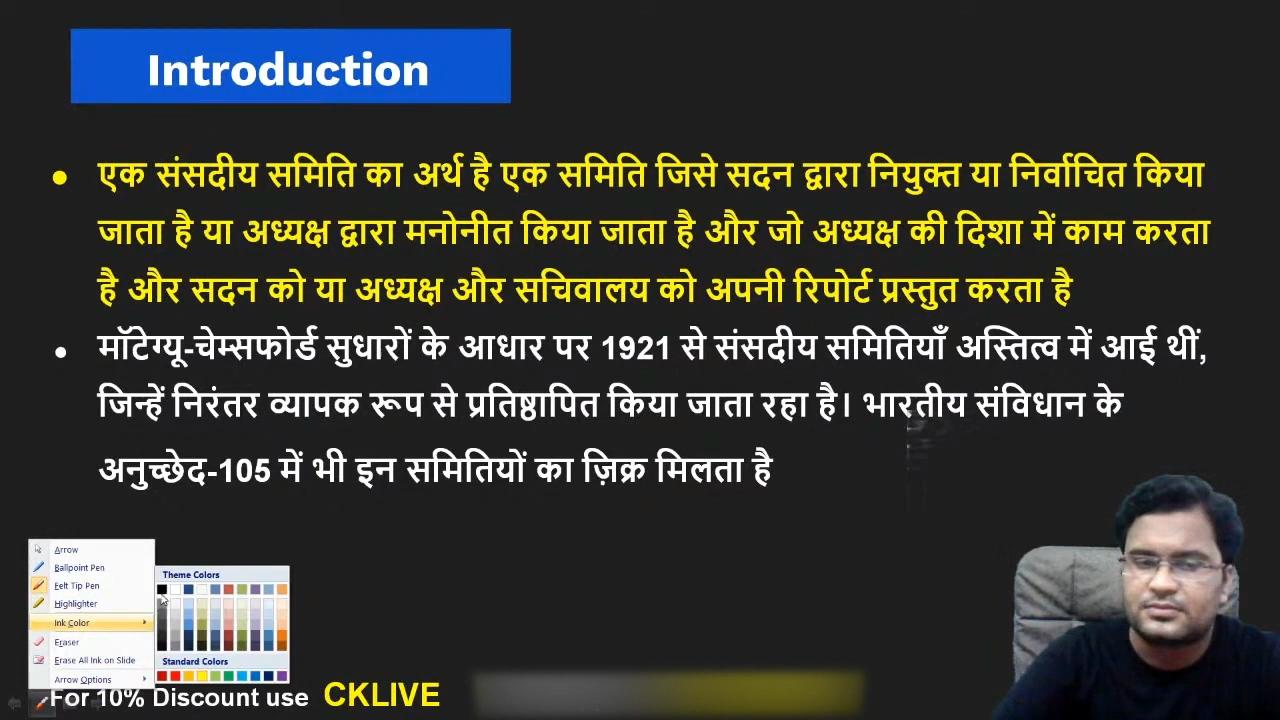 Introduction
• एक संसदीय समिति का अर्थ है एक समिति जिसे सदन द्वारा नियुक्त या निर्वाचित किया
जाता है या अध्यक्ष द्वारा मनोनीत किया जाता है और जो अध्यक्ष की दिशा में काम करता
है और सदन को या अध्यक्ष और सचिवालय को अपनी रिपोर्ट प्रस्तुत करता है
• मॉटेग्यू-चेम्सफोर्ड सुधारों के आधार पर 1921 से संसदीय समितियाँ अस्तित्व में आई थीं,
जिन्हें निरंतर व्यापक रूप से प्रतिष्ठापित किया जाता रहा है। भारतीय संविधान के
अनुच्छेद-105 में भी इन समितियों का ज़िक्र मिलता है
Arrow
Ballpoint Pen
Felt Tip Pen
Highlighter
Ink Color
Eraser
Erase All Ink on Slide
Arrow Options
Theme Colors
Standard Colors
For 10% Discount use CKLIVE